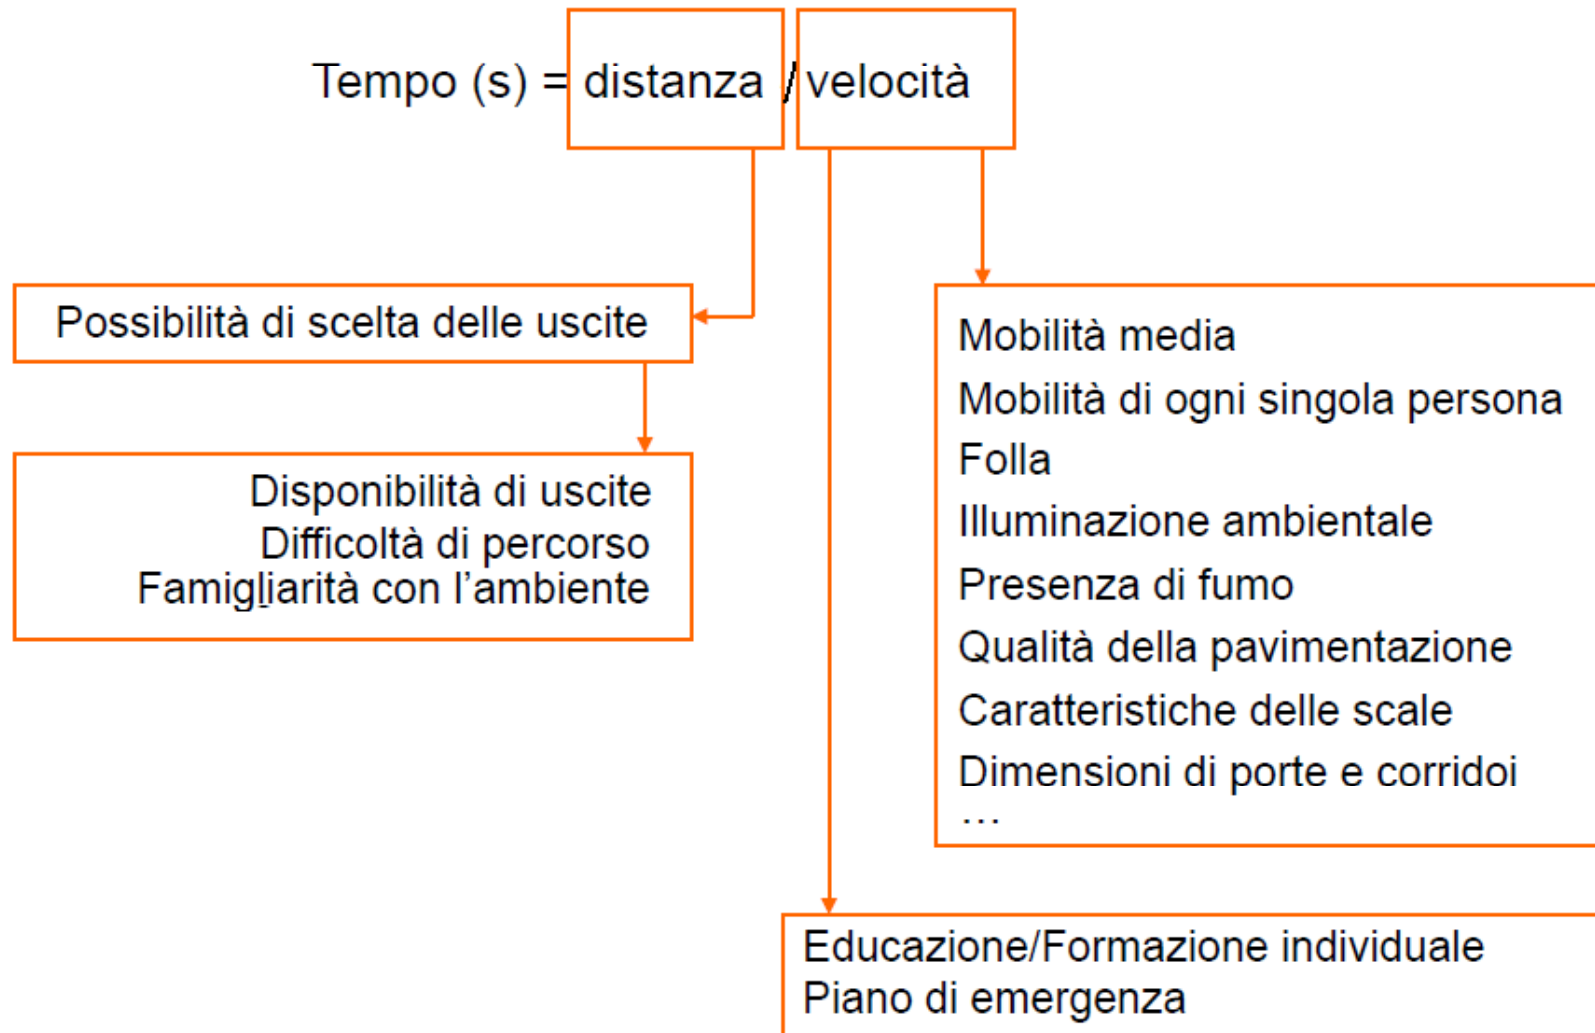 Tempo (s) = distanza / velocità
Possibilità di scelta delle uscite
Disponibilità di uscite
Difficoltà di percorso
Famigliarità con l'ambiente
Mobilità media
Mobilità di ogni singola persona
Folla
Illuminazione ambientale
Presenza di fumo
Qualità della pavimentazione
Caratteristiche delle scale
Dimensioni di porte e corridoi
...
Educazione/Formazione individuale
Piano di emergenza